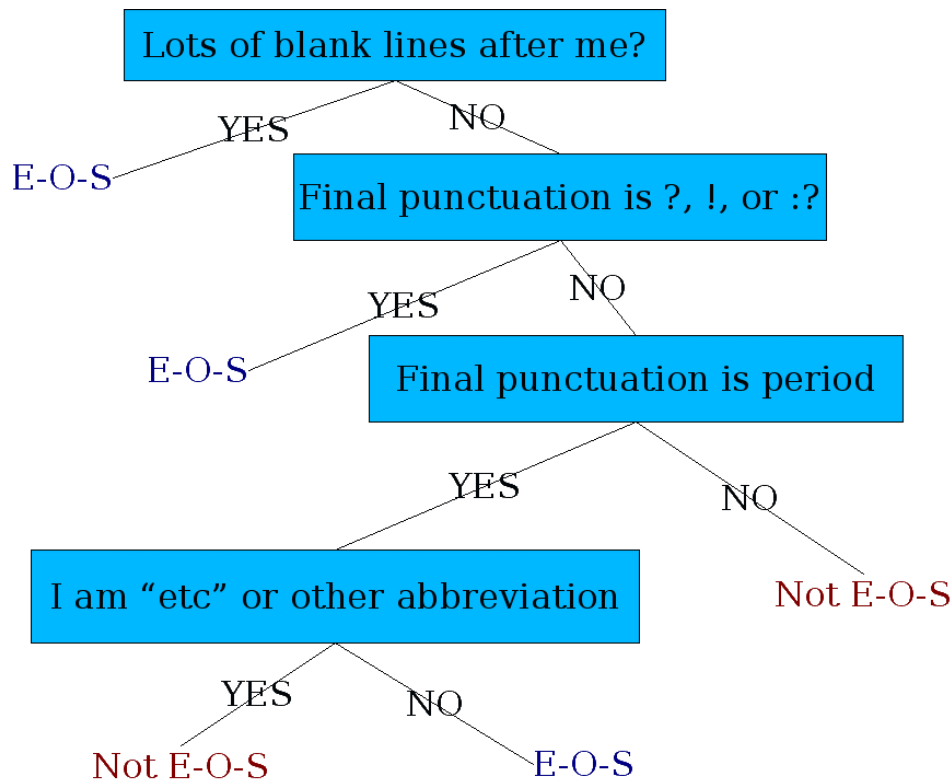 Lots of blank lines after me?
YES
NO
E-O-S
Final punctuation is ?, !, or :?
YES
NO
E-O-S
Final punctuation is period
YES
NO
I am “etc” or other abbreviation
Not E-O-S
YES
NO
Not E-O-S
E-O-S